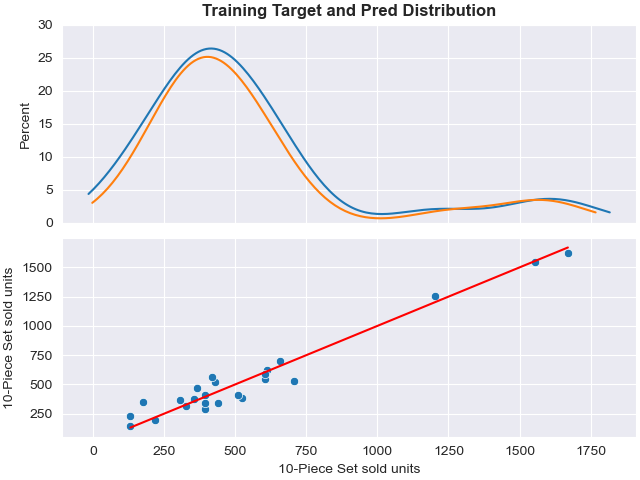 Training Target and Pred Distribution
30
25
20
15
10
5
0
Percent
1500
1250
1000
750
500
250
10-Piece Set sold units
0 250 500 750 1000 1250 1500 1750
10-Piece Set sold units